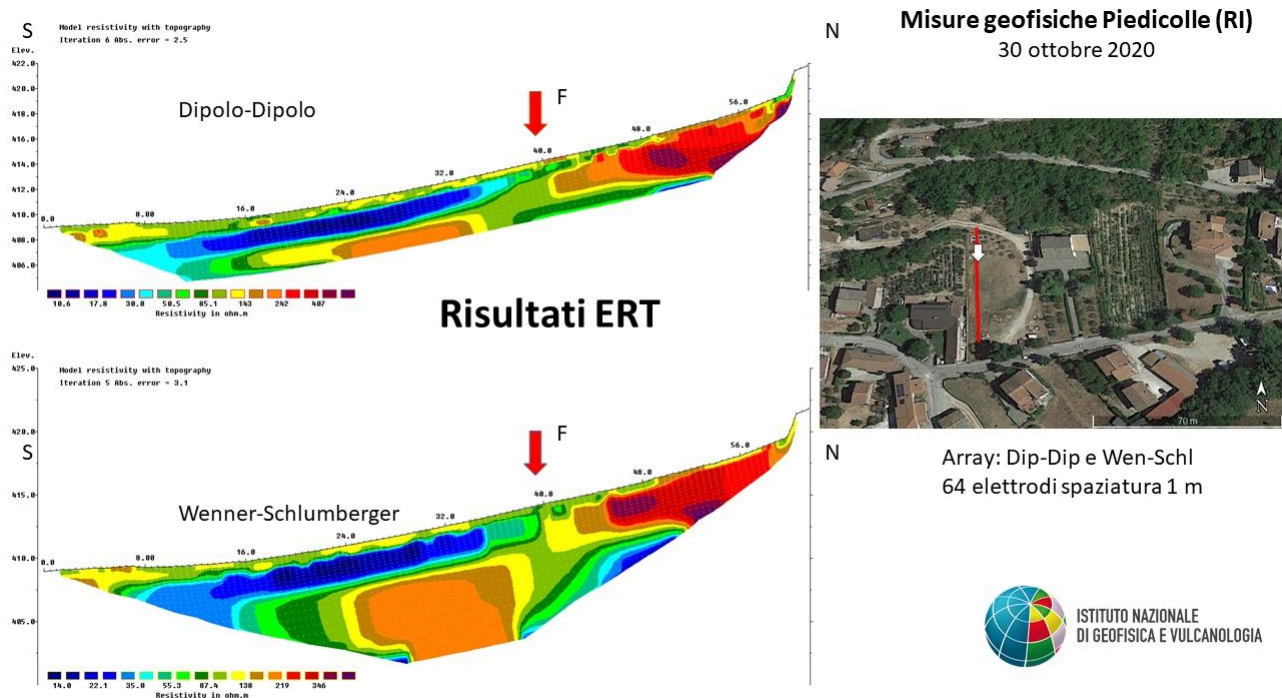 Misure geofisiche Piedicolle (RI)
30 ottobre 2020
S
Model resistivity with topography
Iteration 6 Abs. error = 2.5
N
Elev.
422.0
420.0
418.0
416.0
414.0
412.0
410.0
408.0
406.0
Dipolo-Dipolo
F
0.0
8.00
16.0
24.0
32.0
40.0
48.0
56.0
10.6 17.8 30.0 50.5 85.1 143 242 407
Resistivity in ohm.m
Risultati ERT
N
70 m
Elev.
425.0
420.0
415.0
410.0
405.0
Model resistivity with topography
Iteration 5 Abs. error = 3.1
S
F
N
Wenner-Schlumberger
0.0
8.00
16.0
24.0
32.0
40.0
48.0
56.0
14.0 22.1 35.0 55.3 87.4 138 219 346
Resistivity in ohm.m
Array: Dip-Dip e Wen-Schl
64 elettrodi spaziatura 1 m
ISTITUTO NAZIONALE
DI GEOFISICA E VULCANOLOGIA